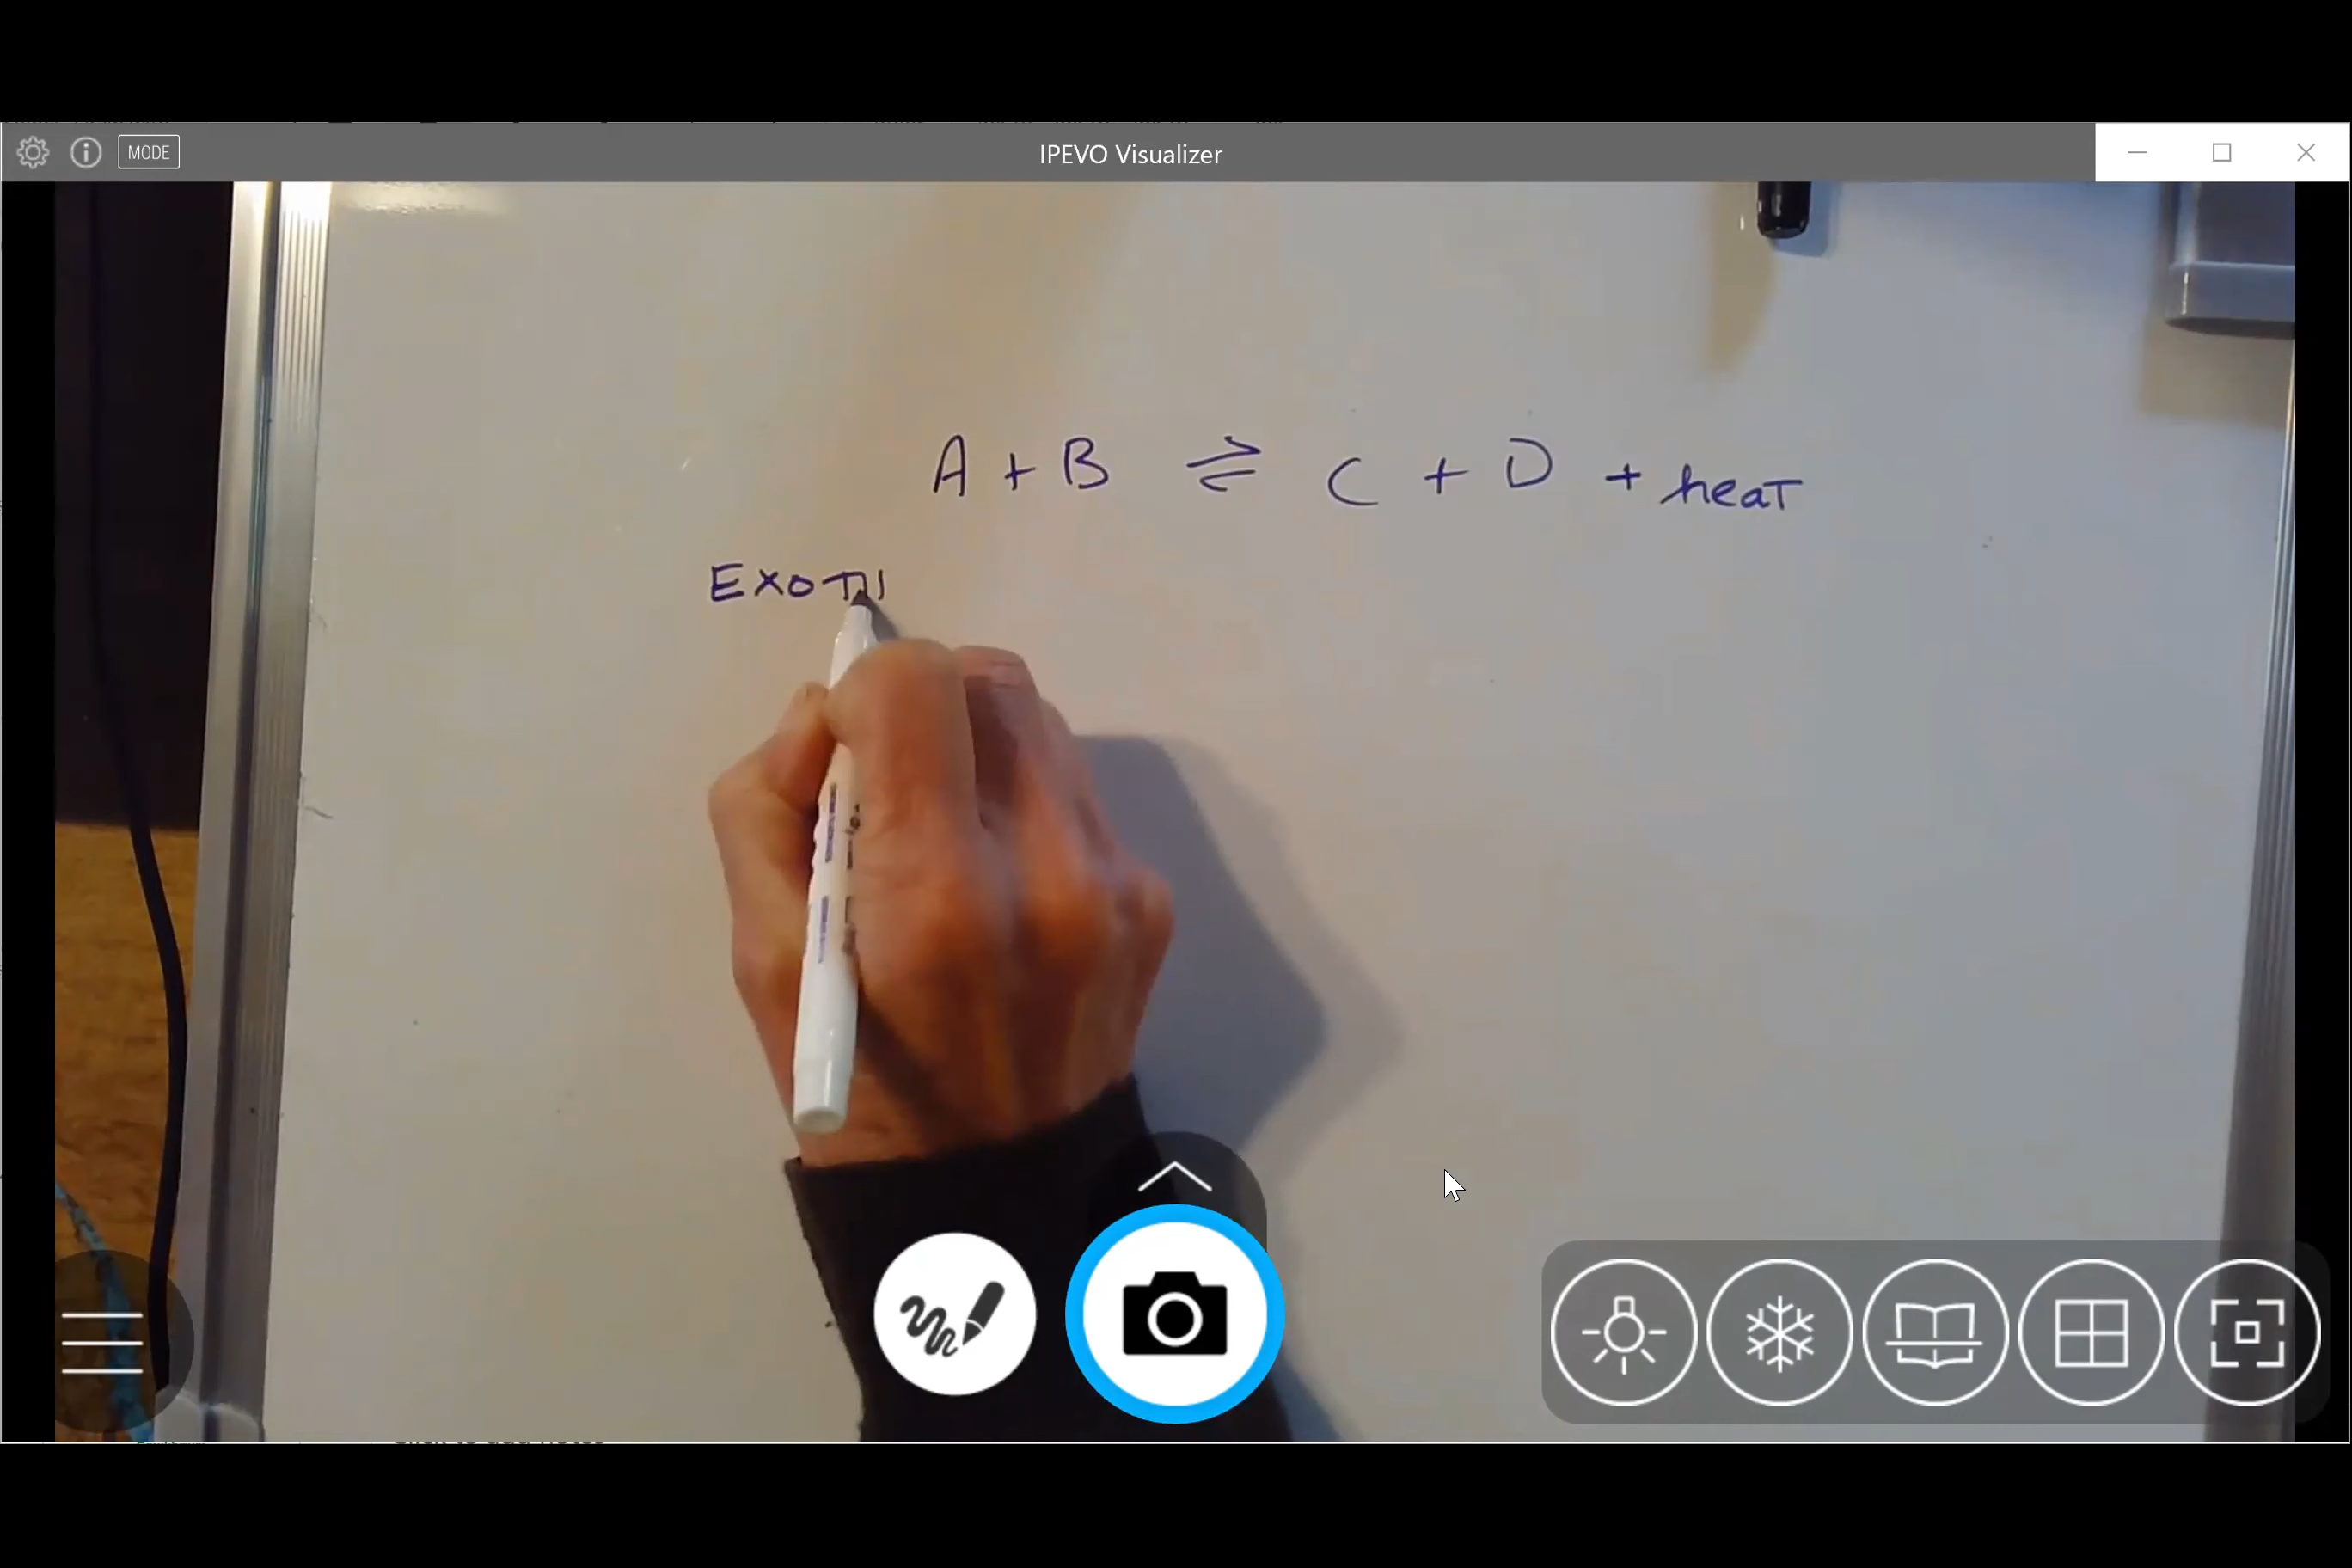 MODE
IPEVO Visualizer
A + B ⇌ C + D + heat
EXOTH